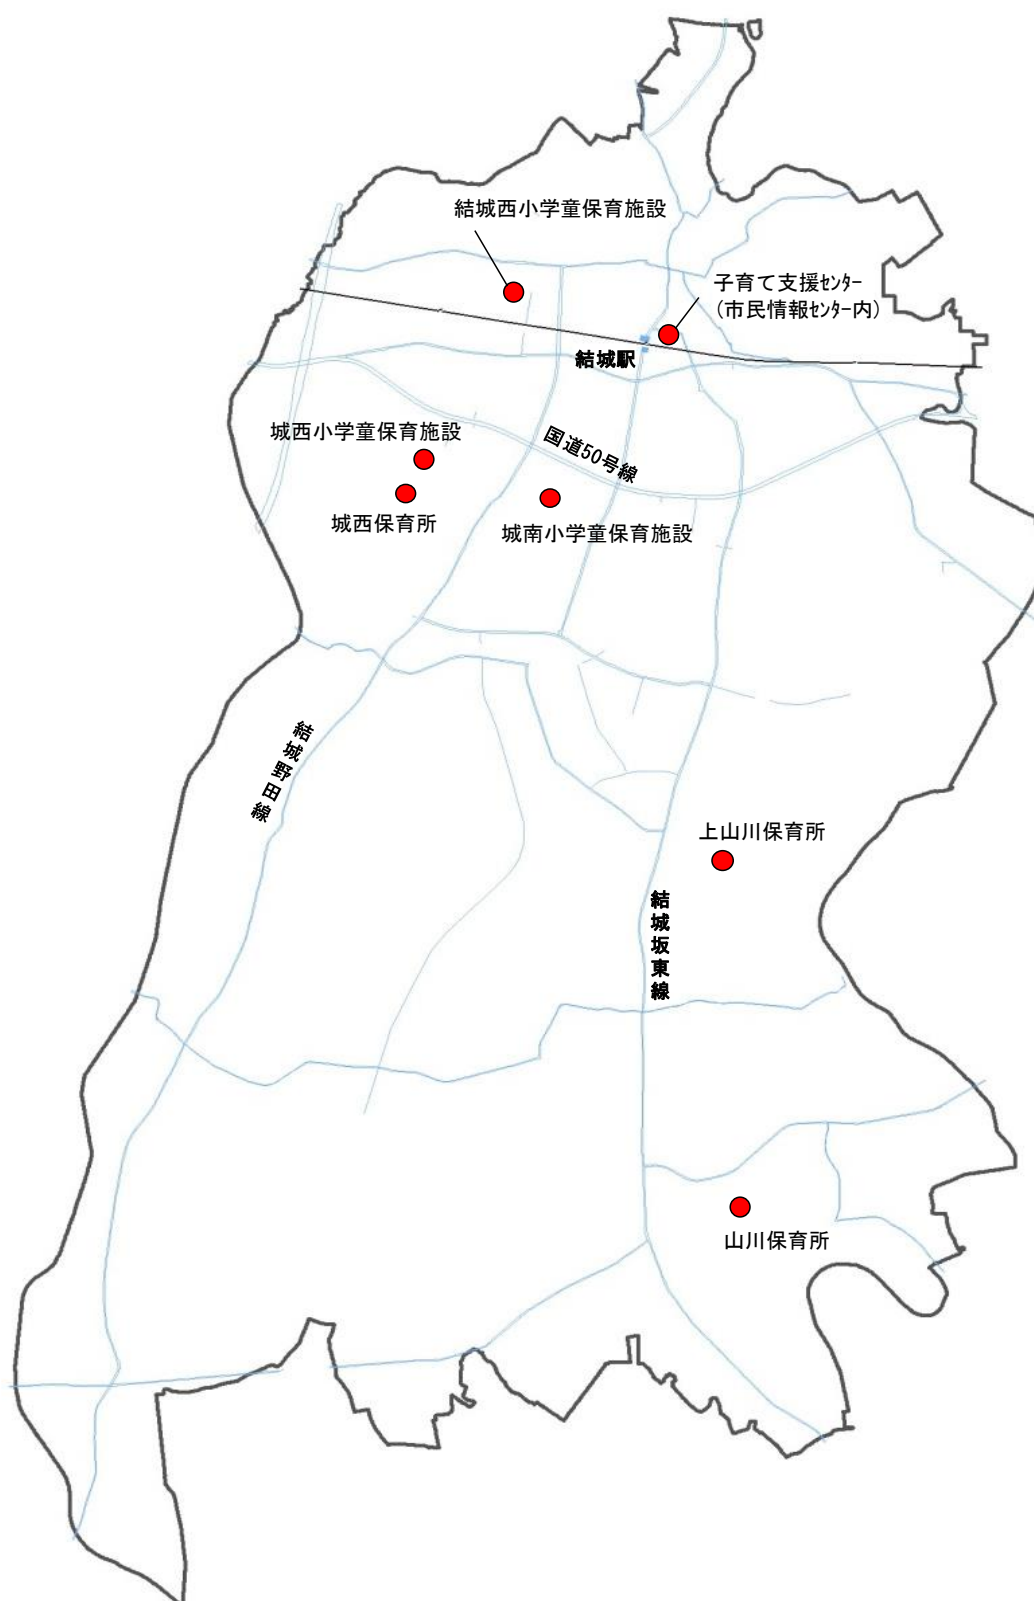 結城西小学童保育施設
子育て支援ｾﾝﾀｰ
（市民情報ｾﾝﾀｰ内）
結城駅
城西小学童保育施設
国道50号線
城西保育所
城南小学童保育施設
結城野田線
上山川保育所
結城坂東線
山川保育所